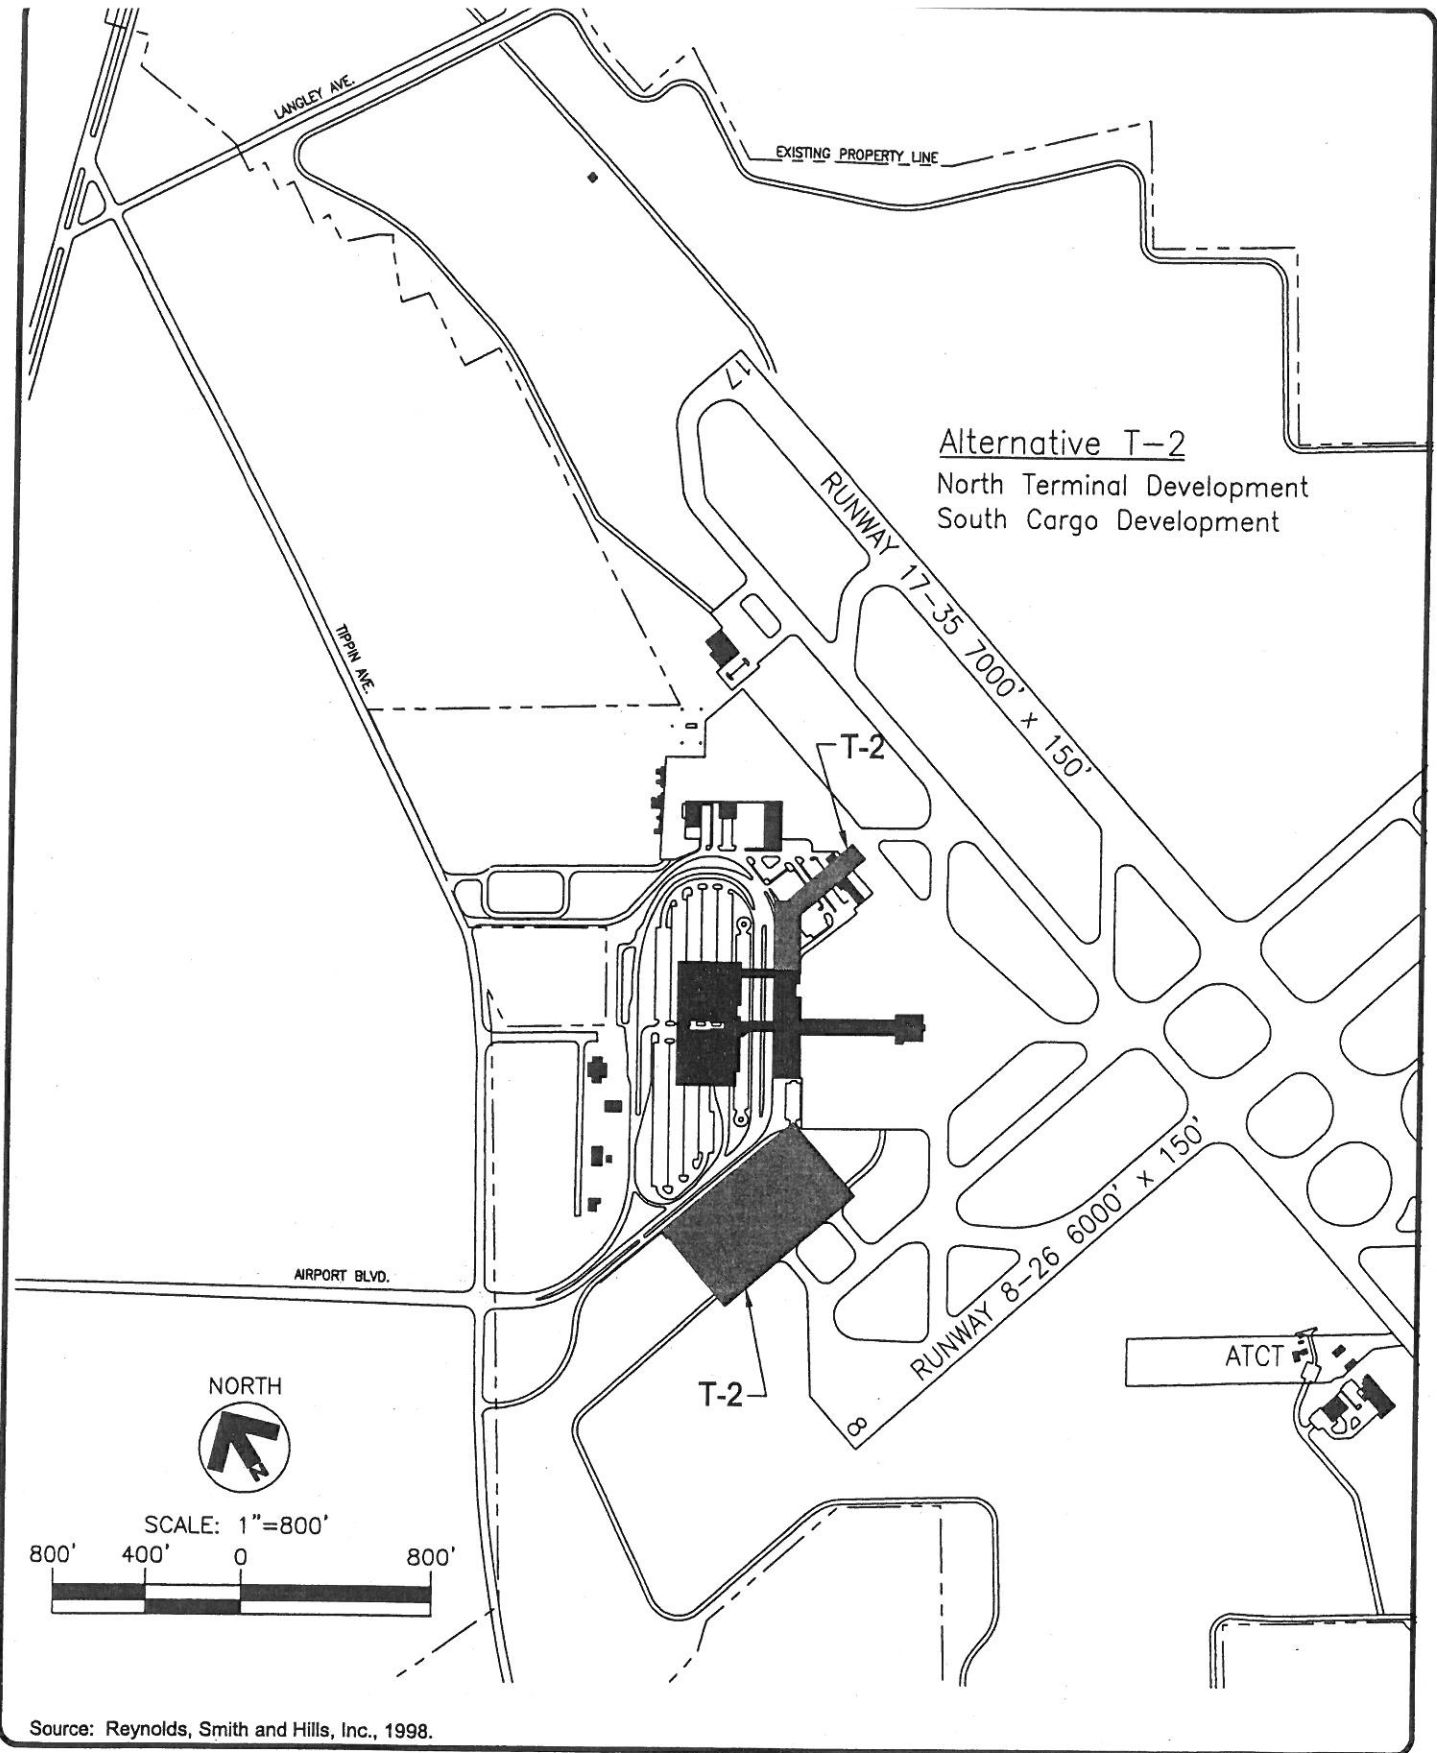 LANGLEY AVE.
EXISTING PROPERTY LINE
17
Alternative T-2
North Terminal Development
South Cargo Development
RUNWAY 17-35 7000' x 150'
TIPPIN AVE.
T-2
RUNWAY 8-26 6000' x 150'
AIRPORT BLVD.
ATCT
T-2
8
NORTH
N
SCALE: 1"=800'
800' 400' 0 800'
Source: Reynolds, Smith and Hills, Inc., 1998.